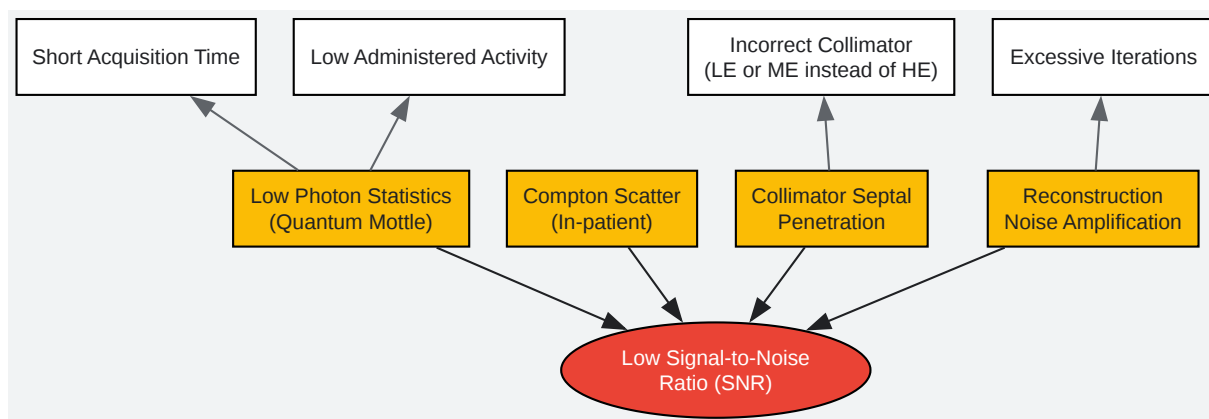 Short Acquisition Time
Low Administered Activity
Incorrect Collimator
(LE or ME instead of HE)
Excessive Iterations
Low Photon Statistics
(Quantum Mottle)
Compton Scatter
(In-patient)
Collimator Septal
Penetration
Reconstruction
Noise Amplification
Low Signal-to-Noise
Ratio (SNR)